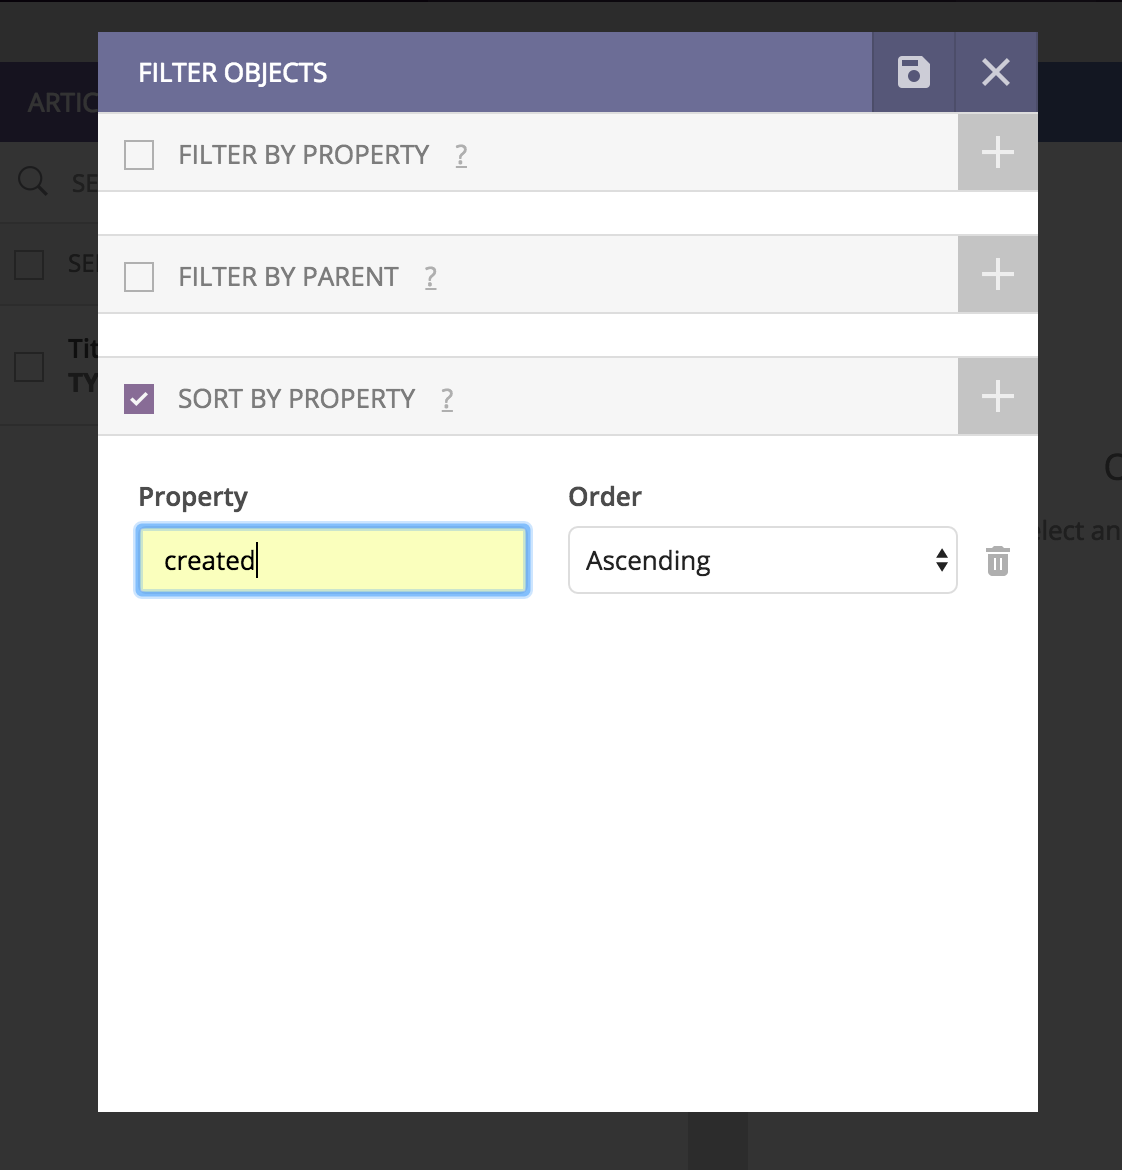 FILTER OBJECTS
ARTIC
FILTER BY PROPERTY ?
SE
FILTER BY PARENT ?
SE
Tit
TY
SORT BY PROPERTY ?
Property
Order
created
Ascending
elect an